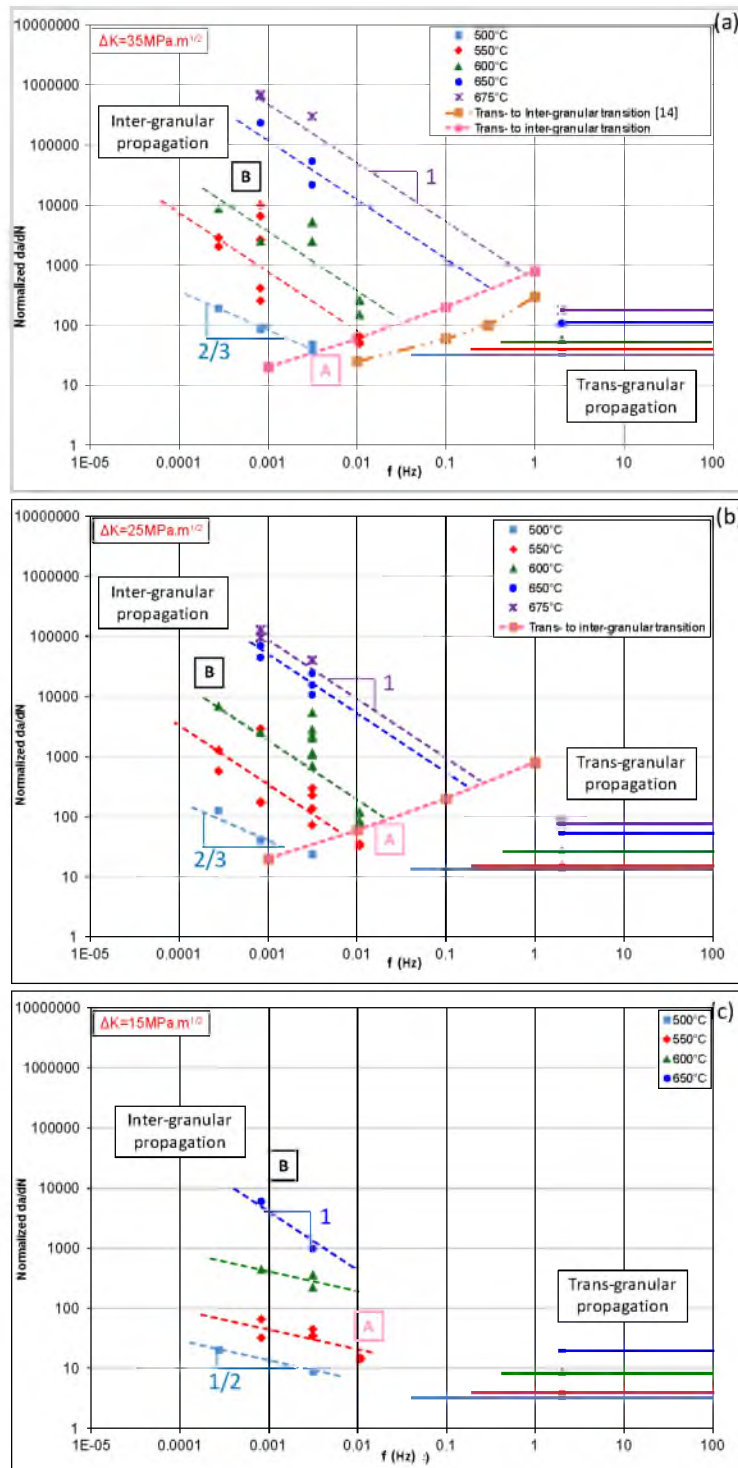 (a)
ΔK=35MPa.m1/2
500°C
550°C
600°C
650°C
675°C
Trans- to Inter-granular transition [14]
Trans- to inter-granular transition
Inter-granular
propagation
B
1
2/3
A
Trans-granular
propagation
Normalized da/dN
10000000
1000000
100000
10000
1000
100
10
1
1E-05 0.0001 0.001 0.01 0.1 1 10 100
f (Hz)
(b)
ΔK=25MPa.m1/2
500°C
550°C
600°C
650°C
675°C
Trans- to inter-granular transition
Inter-granular
propagation
B
1
2/3
A
Trans-granular
propagation
Normalized da/dN
10000000
1000000
100000
10000
1000
100
10
1
1E-05 0.0001 0.001 0.01 0.1 1 10 100
f (Hz)
(c)
ΔK=15MPa.m1/2
500°C
550°C
600°C
650°C
Inter-granular
propagation
B
1
1/2
A
Trans-granular
propagation
Normalized da/dN
10000000
1000000
100000
10000
1000
100
10
1
1E-05 0.0001 0.001 0.01 0.1 1 10 100
f (Hz) :)